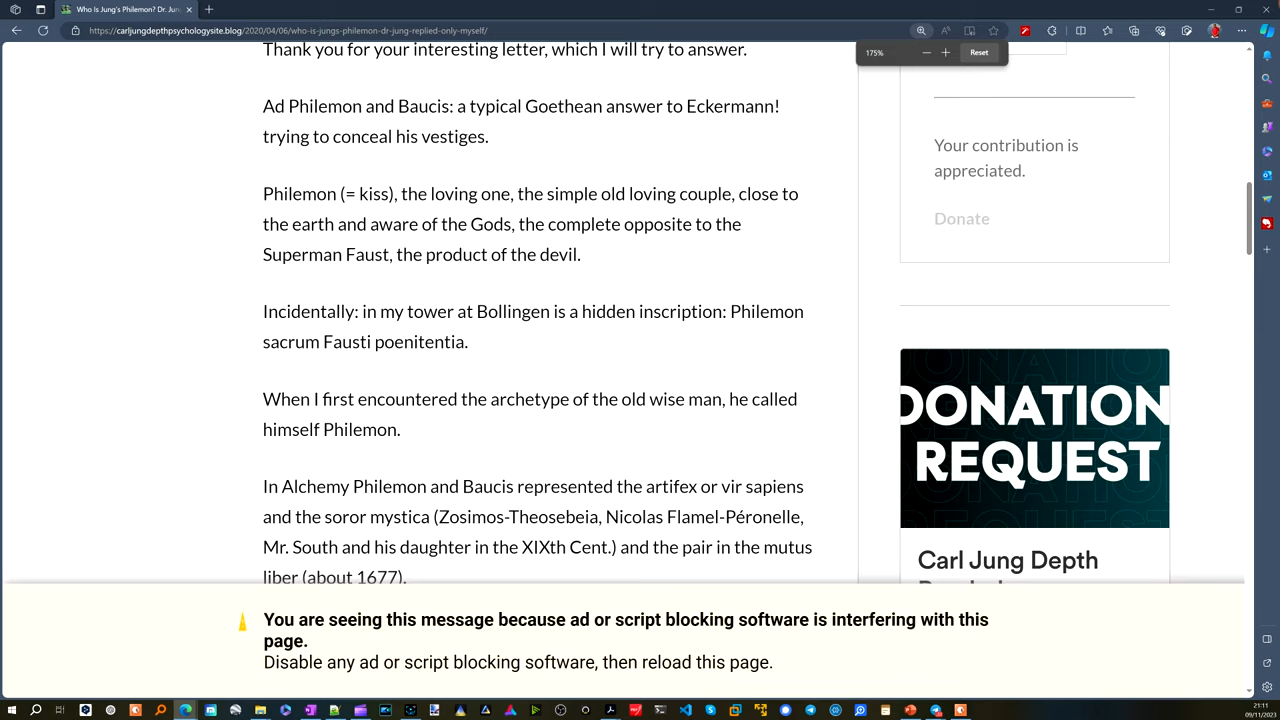 Who Is Jung's Philemon? Dr. Jun
https://carljungdepthpsychologysite.blog/2020/04/06/who-is-jungs-philemon-dr-jung-replied-only-myself/
175%
Reset
Thank you for your interesting letter, which I will try to answer.
Ad Philemon and Baucis: a typical Goethean answer to Eckermann!
trying to conceal his vestiges.
Philemon (= kiss), the loving one, the simple old loving couple, close to
the earth and aware of the Gods, the complete opposite to the
Superman Faust, the product of the devil.
Incidentally: in my tower at Bollingen is a hidden inscription: Philemon
sacrum Fausti poenitentia.
When I first encountered the archetype of the old wise man, he called
himself Philemon.
In Alchemy Philemon and Baucis represented the artifex or vir sapiens
and the soror mystica (Zosimos-Theosebeia, Nicolas Flamel-Péronelle,
Mr. South and his daughter in the XIXth Cent.) and the pair in the mutus
liber (about 1677).
Your contribution is
appreciated.
Donate
DONATION
REQUEST
Carl Jung Depth
You are seeing this message because ad or script blocking software is interfering with this
page.
Disable any ad or script blocking software, then reload this page.
21:11
09/11/2023